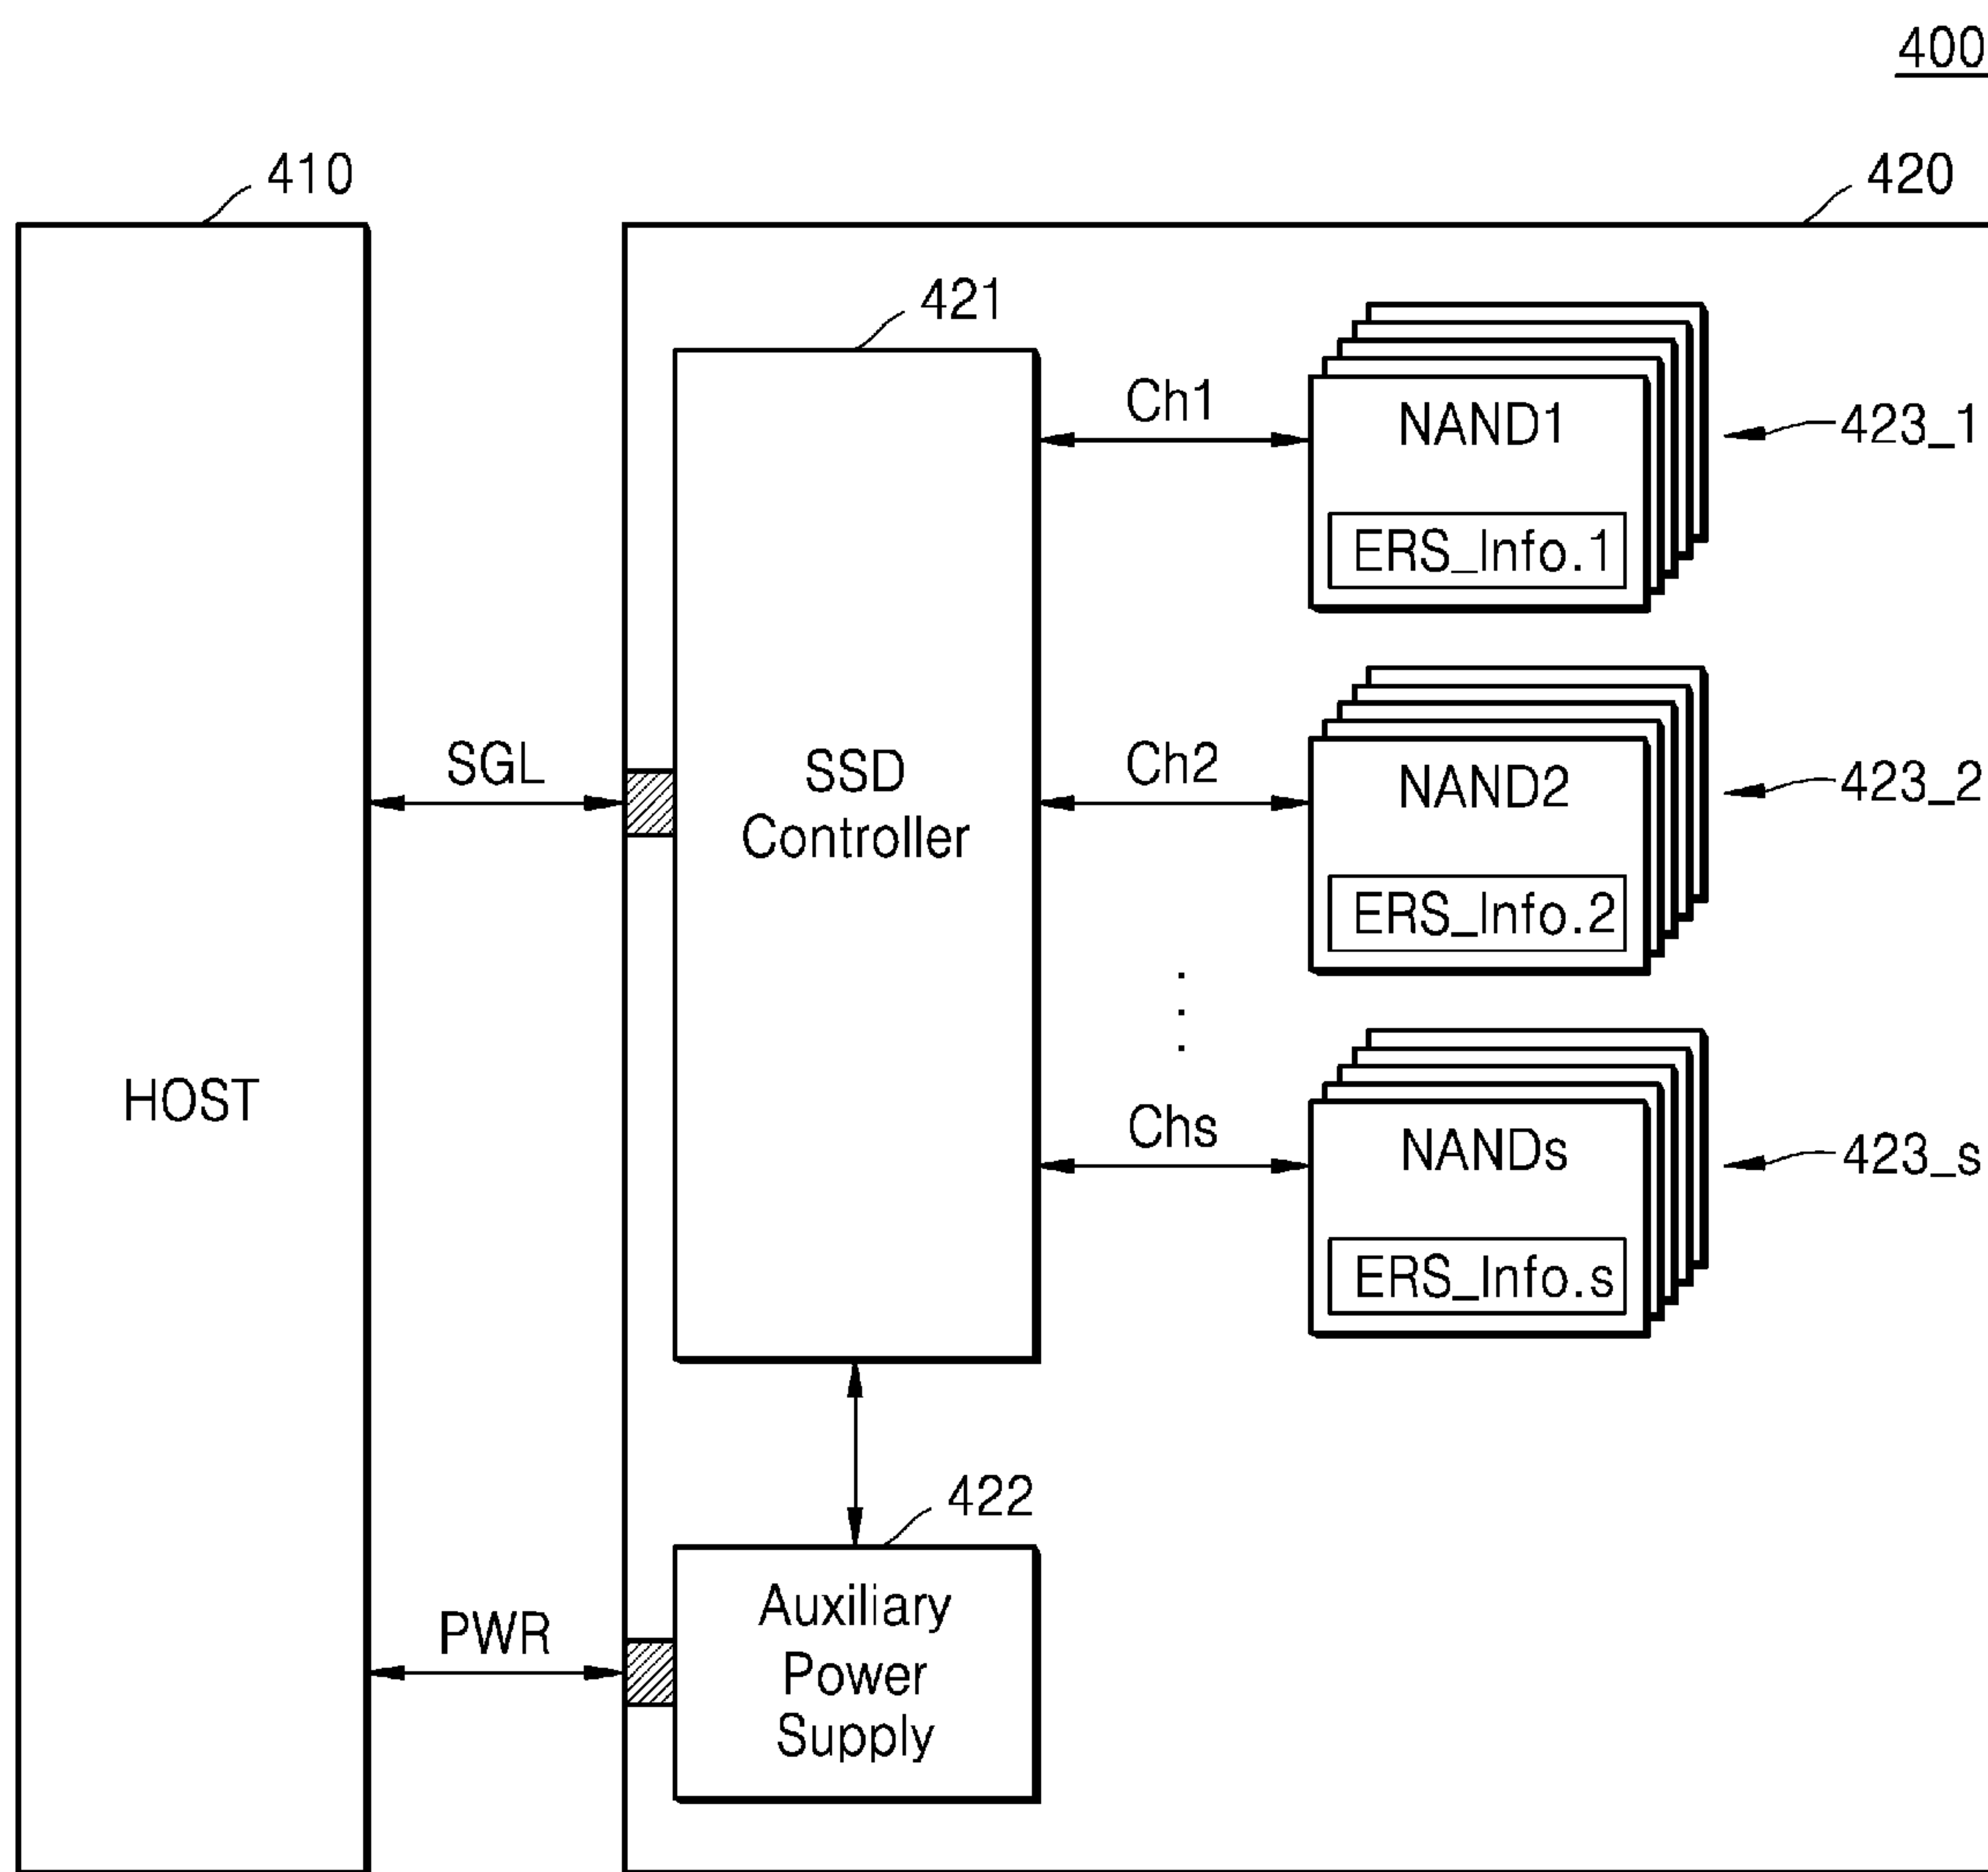 400
410
420
421
Ch1
NAND1
423_1
ERS_Info.1
SGL
SSD
Controller
Ch2
NAND2
423_2
ERS_Info.2
HOST
Chs
NANDs
423_s
ERS_Info.s
422
PWR
Auxiliary
Power
Supply